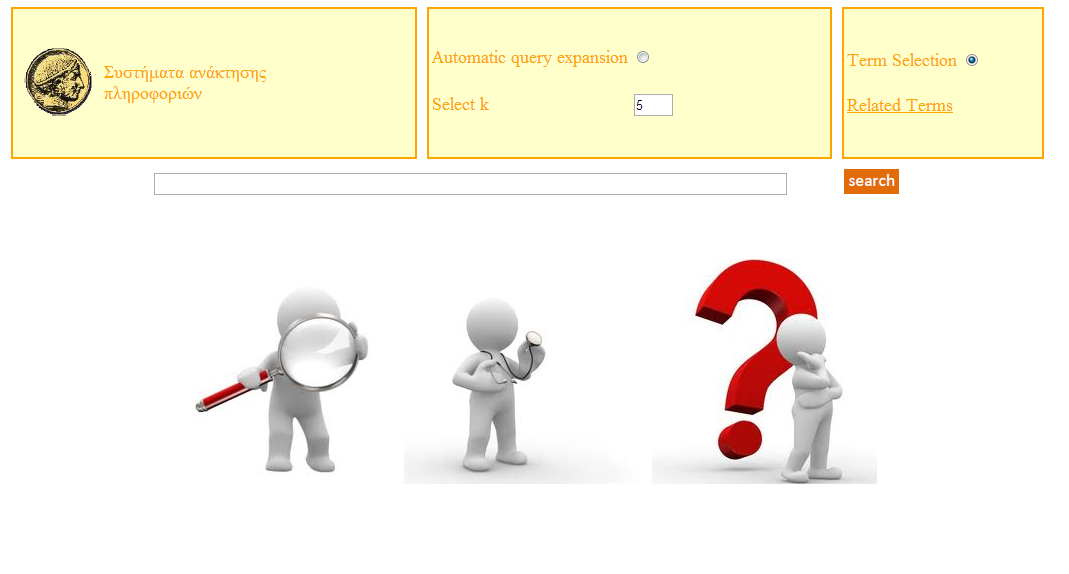 Συστήματα ανάκτησης
πληροφοριών
Automatic query expansion
Select k
5
Term Selection
Related Terms
search